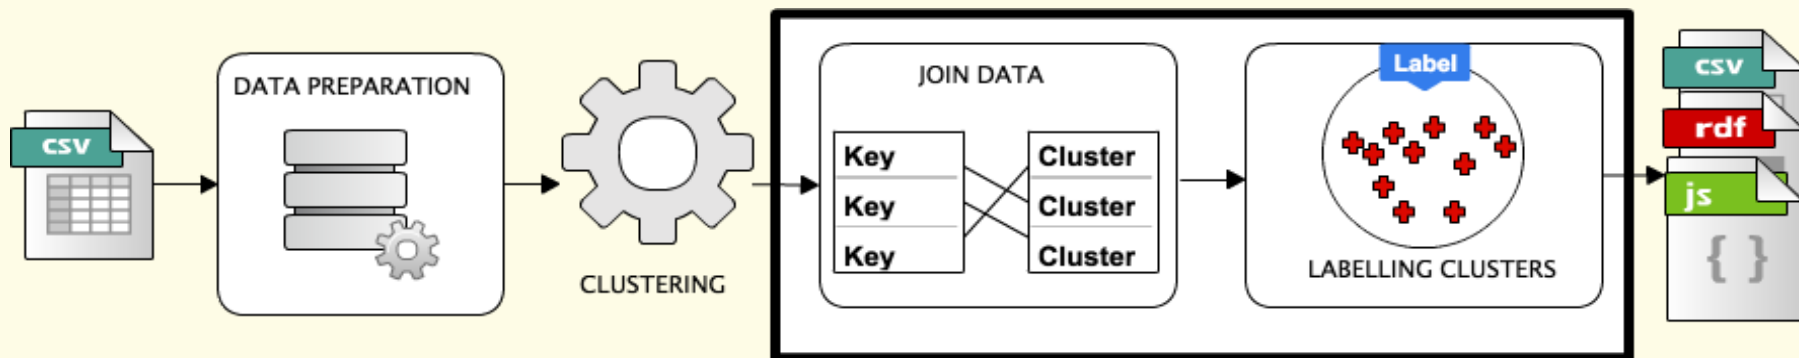 csv
DATA PREPARATION
CLUSTERING
JOIN DATA
Key
Key
Key
Cluster
Cluster
Cluster
Label
LABELLING CLUSTERS
csv
rdf
js
{ }